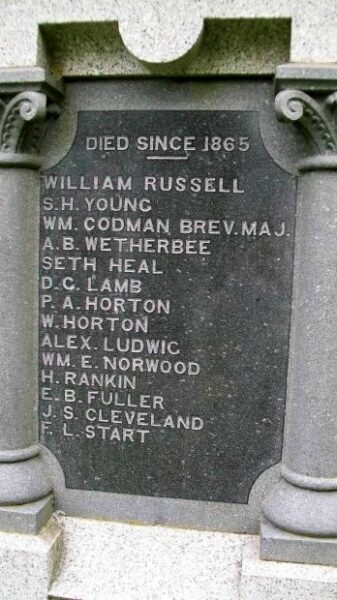 DIED SINCE 1865
WILLIAM RUSSELL
S.H. YOUNG
WM. CODMAN, BREV. MAJ.
A.B. WETHERBEE
SETH HEAL
D.C. LAMB
P.A. HORTON
W. HORTON
ALEX. LUDWIG
WM. E. NORWOOD
H. RANKIN
E.B. FULLER
J.S. CLEVELAND
F. L. START